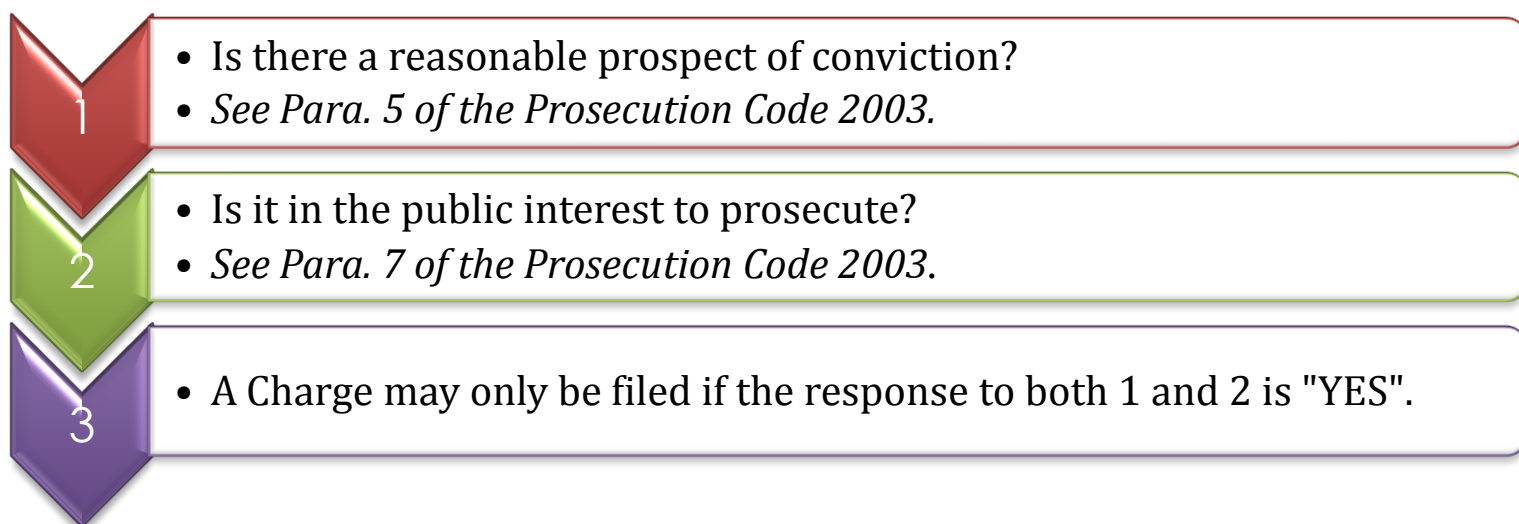 1
• Is there a reasonable prospect of conviction?
• See Para. 5 of the Prosecution Code 2003.
2
• Is it in the public interest to prosecute?
• See Para. 7 of the Prosecution Code 2003.
3
• A Charge may only be filed if the response to both 1 and 2 is "YES".